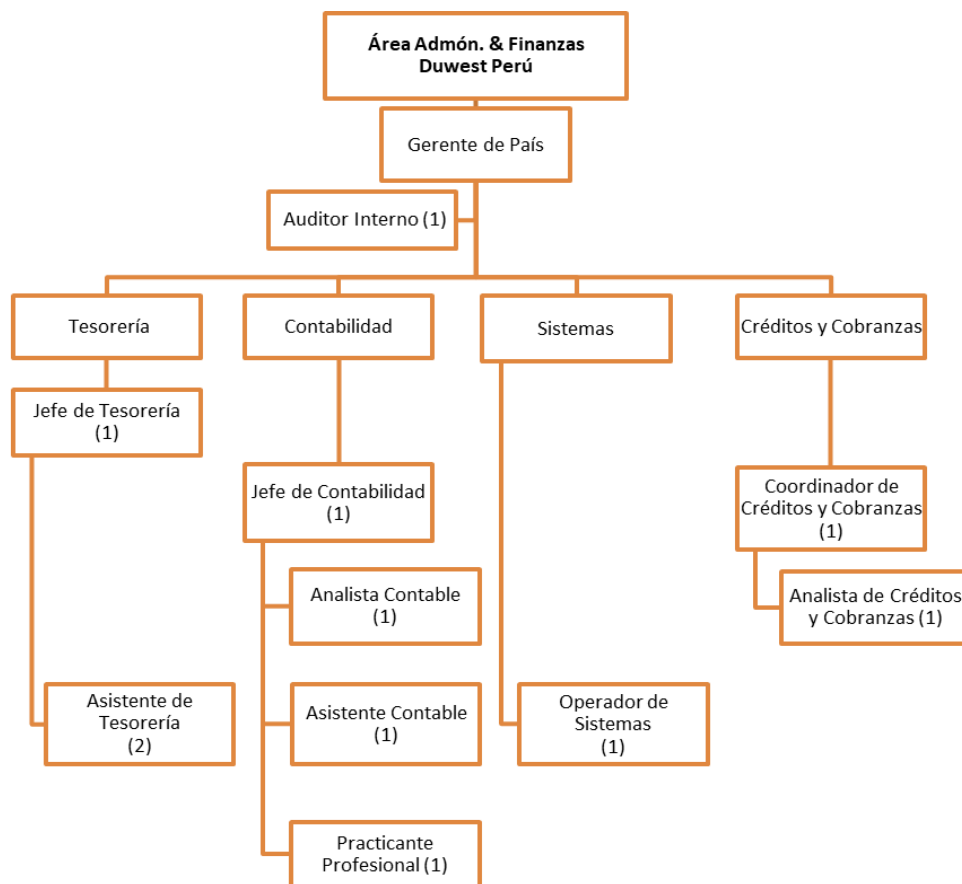 Área Admón. & Finanzas
Duwest Perú
Gerente de País
Auditor Interno (1)
Tesorería
Contabilidad
Sistemas
Créditos y Cobranzas
Jefe de Tesorería
(1)
Jefe de Contabilidad
(1)
Coordinador de
Créditos y Cobranzas
(1)
Analista Contable
(1)
Analista de Créditos
y Cobranzas (1)
Asistente de
Tesorería
(2)
Asistente Contable
(1)
Operador de
Sistemas
(1)
Practicante
Profesional (1)